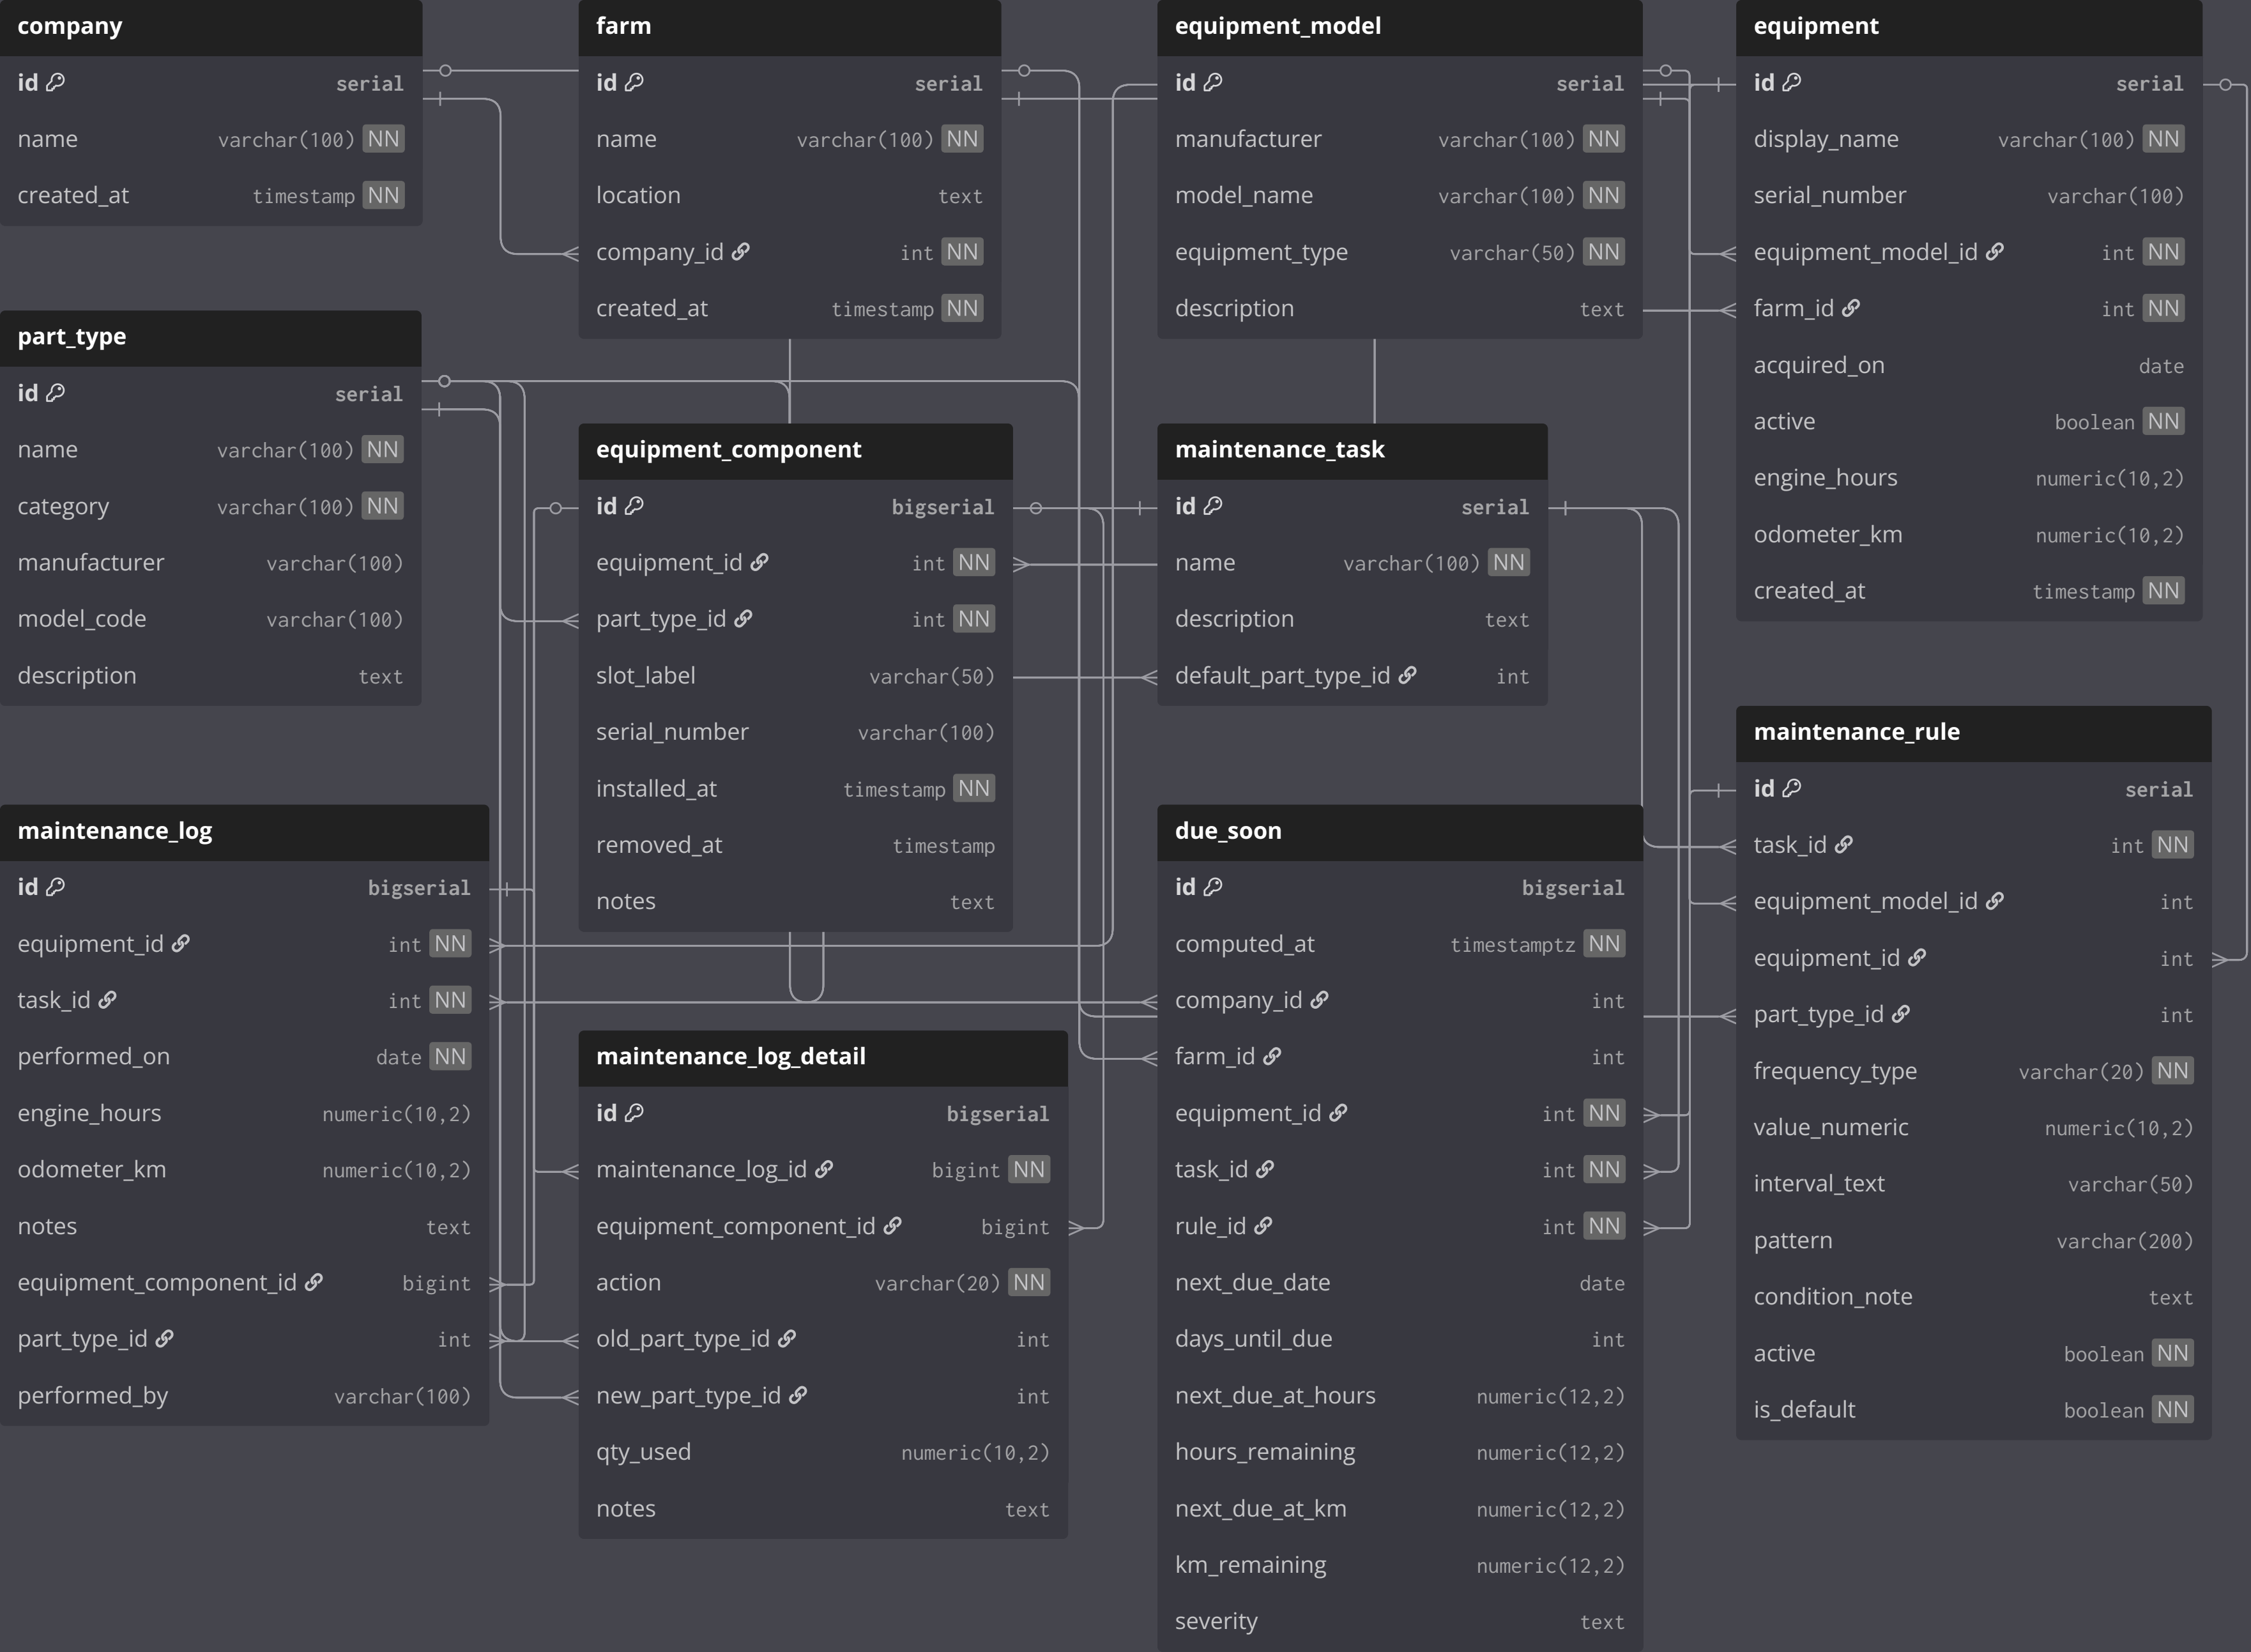 company
id serial
name varchar(100) NN
created_at timestamp NN
farm
id serial
name varchar(100) NN
location text
company_id int NN
created_at timestamp NN
equipment_model
id serial
manufacturer varchar(100) NN
model_name varchar(100) NN
equipment_type varchar(50) NN
description text
equipment
id serial
display_name varchar(100) NN
serial_number varchar(100)
equipment_model_id int NN
farm_id int NN
acquired_on date
active boolean NN
engine_hours numeric(10,2)
odometer_km numeric(10,2)
created_at timestamp NN
part_type
id serial
name varchar(100) NN
category varchar(100) NN
manufacturer varchar(100)
model_code varchar(100)
description text
equipment_component
id bigserial
equipment_id int NN
part_type_id int NN
slot_label varchar(50)
serial_number varchar(100)
installed_at timestamp NN
removed_at timestamp
notes text
maintenance_task
id serial
name varchar(100) NN
description text
default_part_type_id int
maintenance_rule
id serial
task_id int NN
equipment_model_id int
equipment_id int
part_type_id int
frequency_type varchar(20) NN
value_numeric numeric(10,2)
interval_text varchar(50)
pattern varchar(200)
condition_note text
active boolean NN
is_default boolean NN
maintenance_log
id bigserial
equipment_id int NN
task_id int NN
performed_on date NN
engine_hours numeric(10,2)
odometer_km numeric(10,2)
notes text
equipment_component_id bigint
part_type_id int
performed_by varchar(100)
maintenance_log_detail
id bigserial
maintenance_log_id bigint NN
equipment_component_id bigint
action varchar(20) NN
old_part_type_id int
new_part_type_id int
qty_used numeric(10,2)
notes text
due_soon
id bigserial
computed_at timestamptz NN
company_id int
farm_id int
equipment_id int NN
task_id int NN
rule_id int NN
next_due_date date
days_until_due int
next_due_at_hours numeric(12,2)
hours_remaining numeric(12,2)
next_due_at_km numeric(12,2)
km_remaining numeric(12,2)
severity text